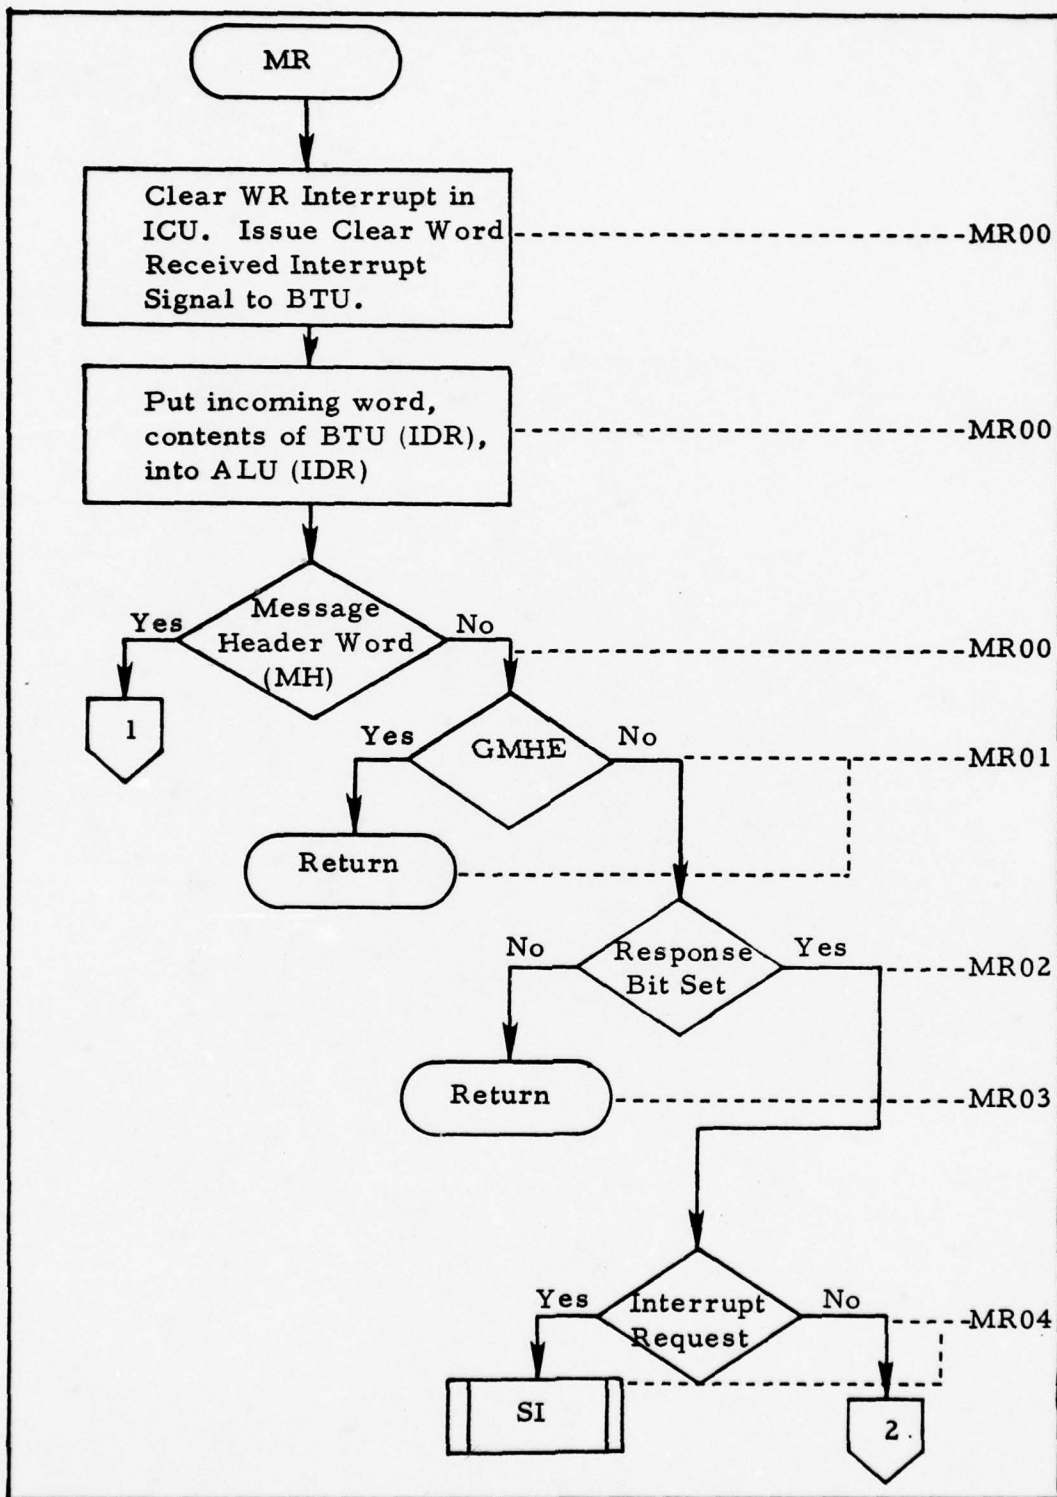 MR
Clear WR Interrupt in
ICU. Issue Clear Word
Received Interrupt
Signal to BTU.
MR00
Put incoming word,
contents of BTU (IDR),
into ALU (IDR)
MR00
Message
Header Word
(MH)
Yes
No
MR00
1
GMHE
Yes
No
MR01
Return
Response
Bit Set
No
Yes
MR02
Return
MR03
Interrupt
Request
Yes
No
MR04
SI
2.